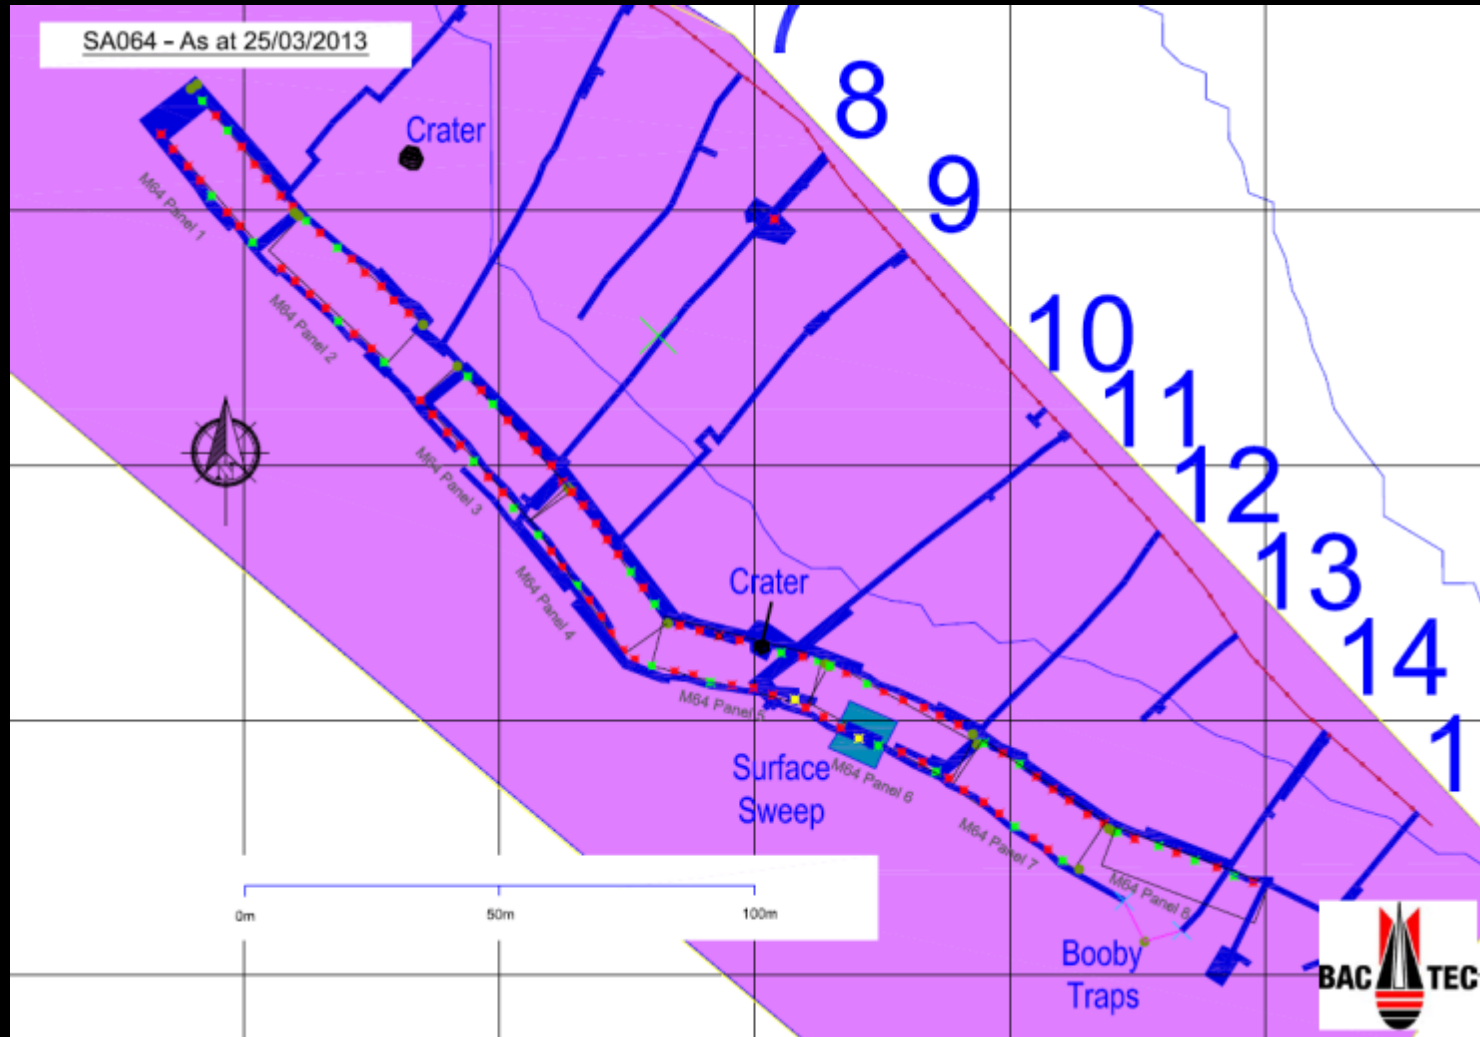 SA064 – As at 25/03/2013
7
8
Crater
9
M64 Panel 1
10
M64 Panel 2
11
12
M64 Panel 3
13
M64 Panel 4
Crater
14
M64 Panel 5
1
Surface
Sweep
M64 Panel 6
M64 Panel 7
M64 Panel 8
0m
50m
100m
Booby
Traps
BAC TEC